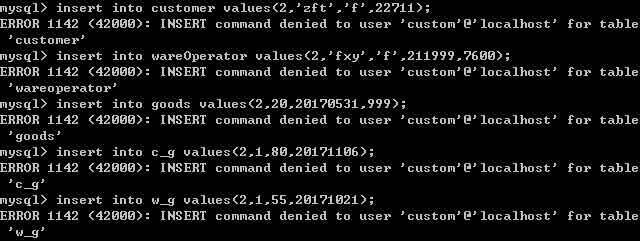 mysql> insert into customer values(2,'zft','f',22711);
ERROR 1142 (42000): INSERT command denied to user 'custom'@'localhost' for table
 'customer'
mysql> insert into wareOperator values(2,'fxy','f',211999,7600);
ERROR 1142 (42000): INSERT command denied to user 'custom'@'localhost' for table
 'wareoperator'
mysql> insert into goods values(2,20,20170531,999);
ERROR 1142 (42000): INSERT command denied to user 'custom'@'localhost' for table
 'goods'
mysql> insert into c_g values(2,1,80,20171106);
ERROR 1142 (42000): INSERT command denied to user 'custom'@'localhost' for table
 'c_g'
mysql> insert into w_g values(2,1,55,20171021);
ERROR 1142 (42000): INSERT command denied to user 'custom'@'localhost' for table
 'w_g'